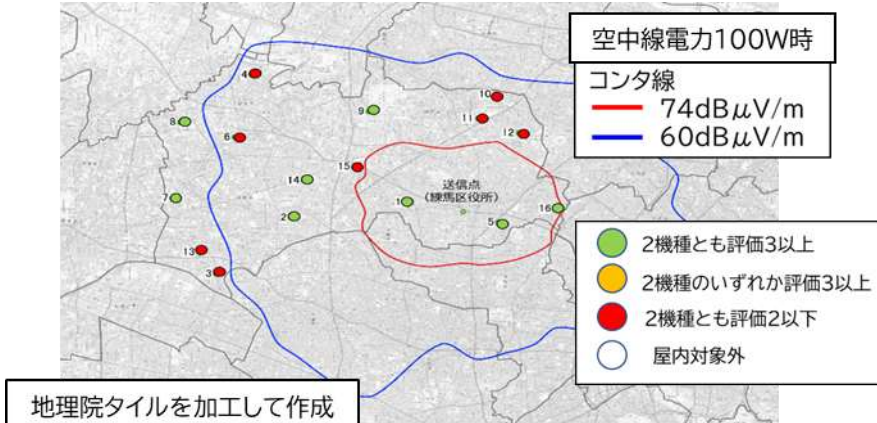 空中線電力100W時
コンタ線
74dBμV/m
60dBμV/m
4
10
9
11
8
12
6
15
14
送信点
(練馬区役所)
7
1
16
2
5
13
3
2機種とも評価3以上
2機種のいずれか評価3以上
2機種とも評価2以下
屋内対象外
地理院タイルを加工して作成